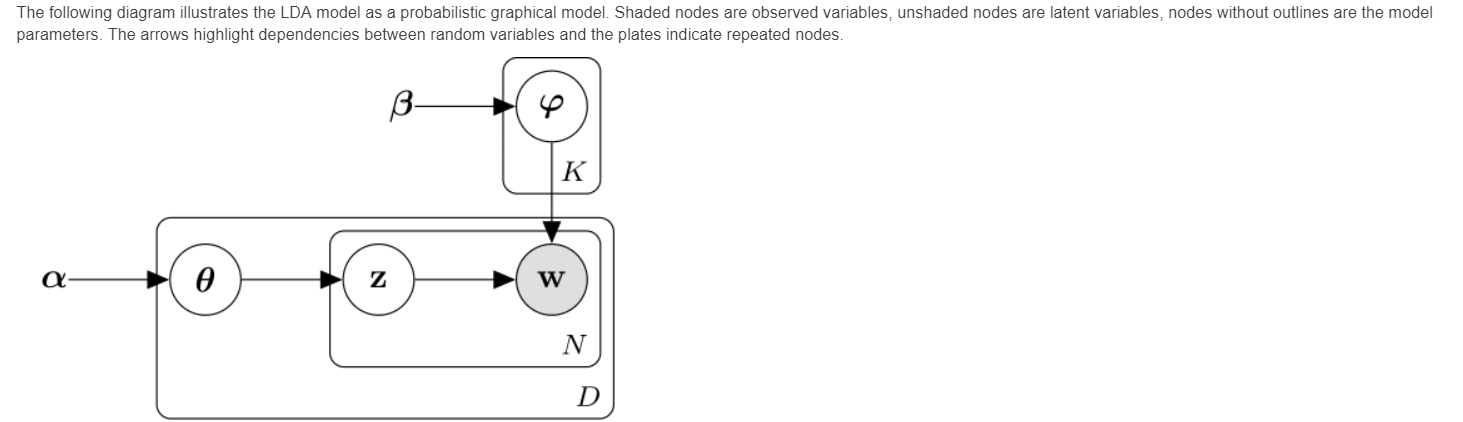 The following diagram illustrates the LDA model as a probabilistic graphical model. Shaded nodes are observed variables, unshaded nodes are latent variables, nodes without outlines are the model
parameters. The arrows highlight dependencies between random variables and the plates indicate repeated nodes.
β φ
K
α θ z w
N
D